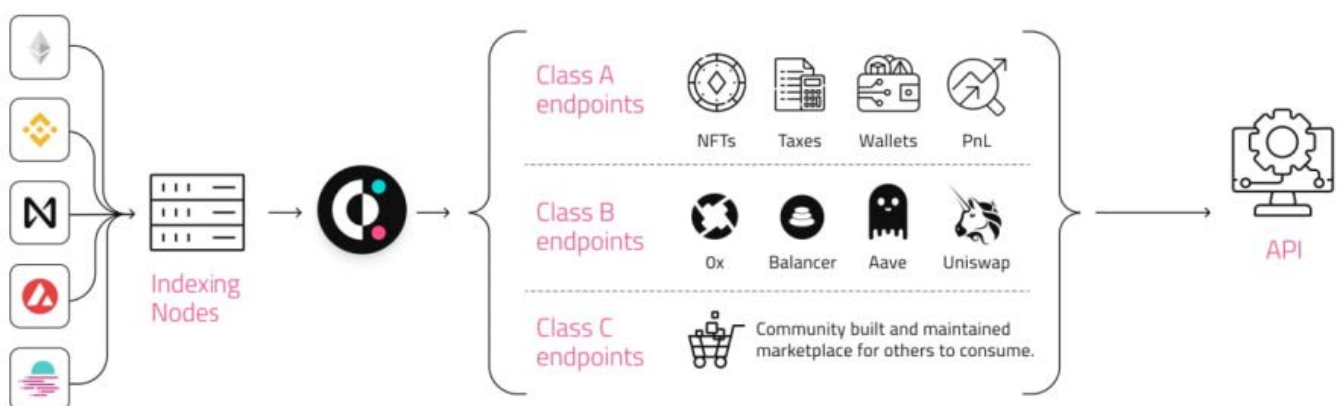 Class A
endpoints
NFTs
Taxes
Wallets
PnL
Indexing
Nodes
Class B
endpoints
0x
Balancer
Aave
Uniswap
API
Class C
endpoints
Community built and maintained
marketplace for others to consume.